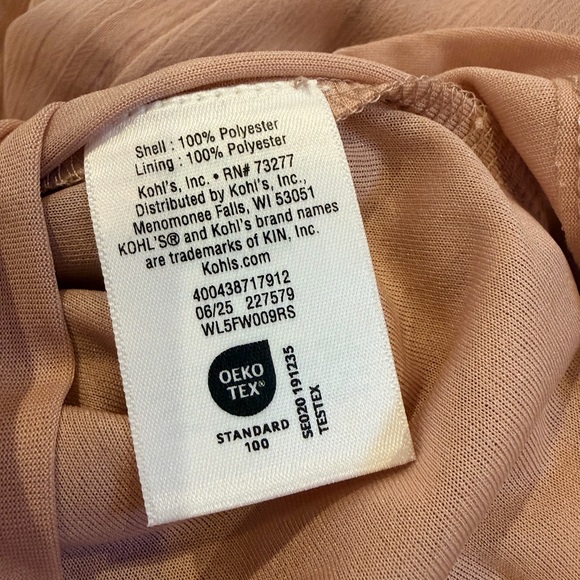 Shell : 100% Polyester
Lining : 100% Polyester
Kohl's, Inc. • RN# 73277
Distributed by Kohl's, Inc.,
Menomonee Falls, WI 53051
KOHL'S® and Kohl's brand names
are trademarks of KIN, Inc.
Kohls.com
400438717912
06/25 227579
WL5FW009RS
OEKO
TEX®
STANDARD
100
SE020 191235
TESTEX